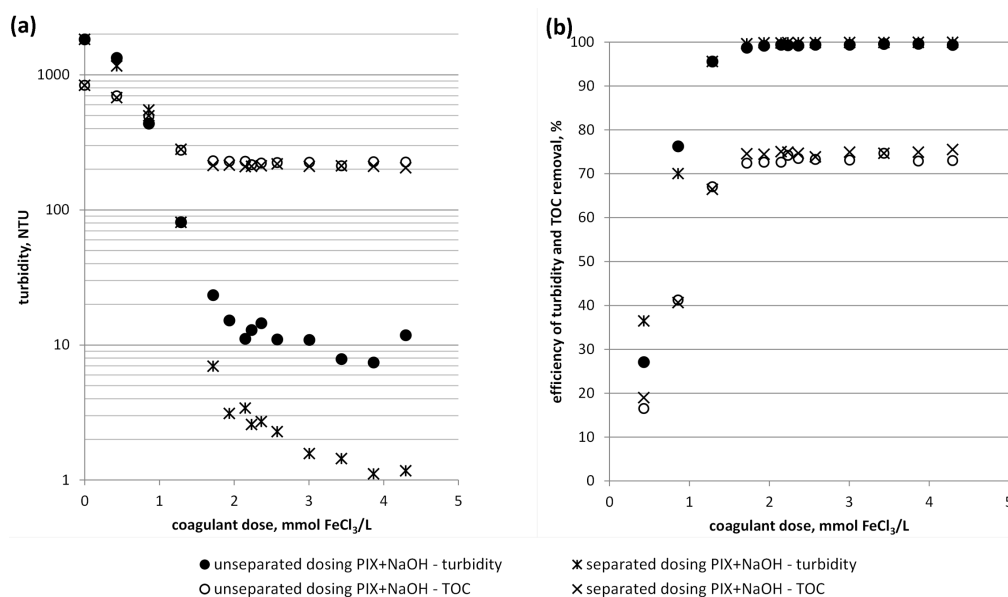 (a)
1000
100
10
1
0
1
2
3
4
5
turbidity, NTU
coagulant dose, mmol FeCl₃/L
(b)
100
90
80
70
60
50
40
30
20
10
0
0
1
2
3
4
5
efficiency of turbidity and TOC removal, %
coagulant dose, mmol FeCl₃/L
unseparated dosing PIX+NaOH - turbidity
separated dosing PIX+NaOH - turbidity
unseparated dosing PIX+NaOH - TOC
separated dosing PIX+NaOH - TOC